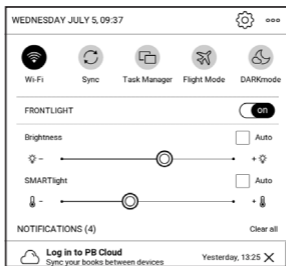 WEDNESDAY JULY 5, 09:37
Wi-Fi Sync Task Manager Flight Mode DARKmode
FRONTLIGHT on
Brightness Auto
SMARTlight Auto
NOTIFICATIONS (4) Clear all
Log in to PB Cloud
Sync your books between devices Yesterday, 13:25